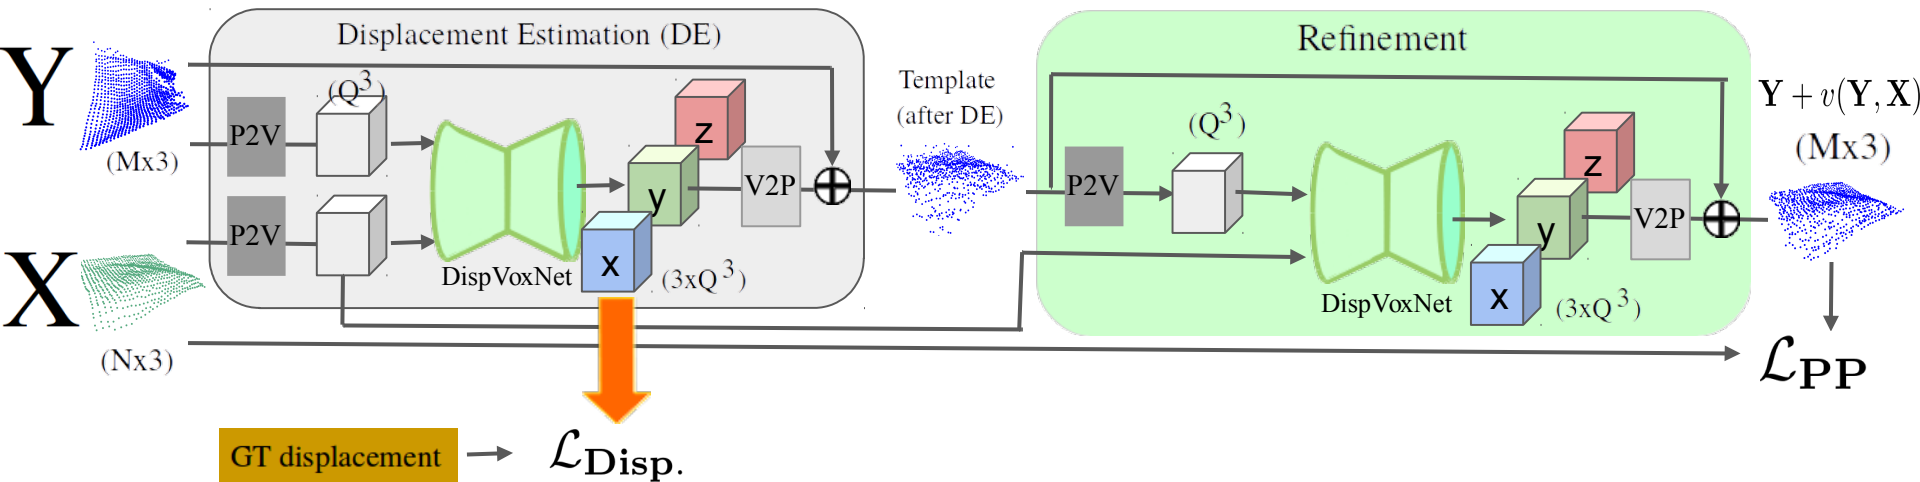 Y
(Mx3)
X
(Nx3)
Displacement Estimation (DE)
P2V
(Q³)
P2V
DispVoxNet
z
y
x
(3xQ³)
V2P
GT displacement
ℒDisp.
Template
(after DE)
Refinement
P2V
(Q³)
DispVoxNet
z
y
x
(3xQ³)
V2P
Y + v(Y, X)
(Mx3)
ℒPP